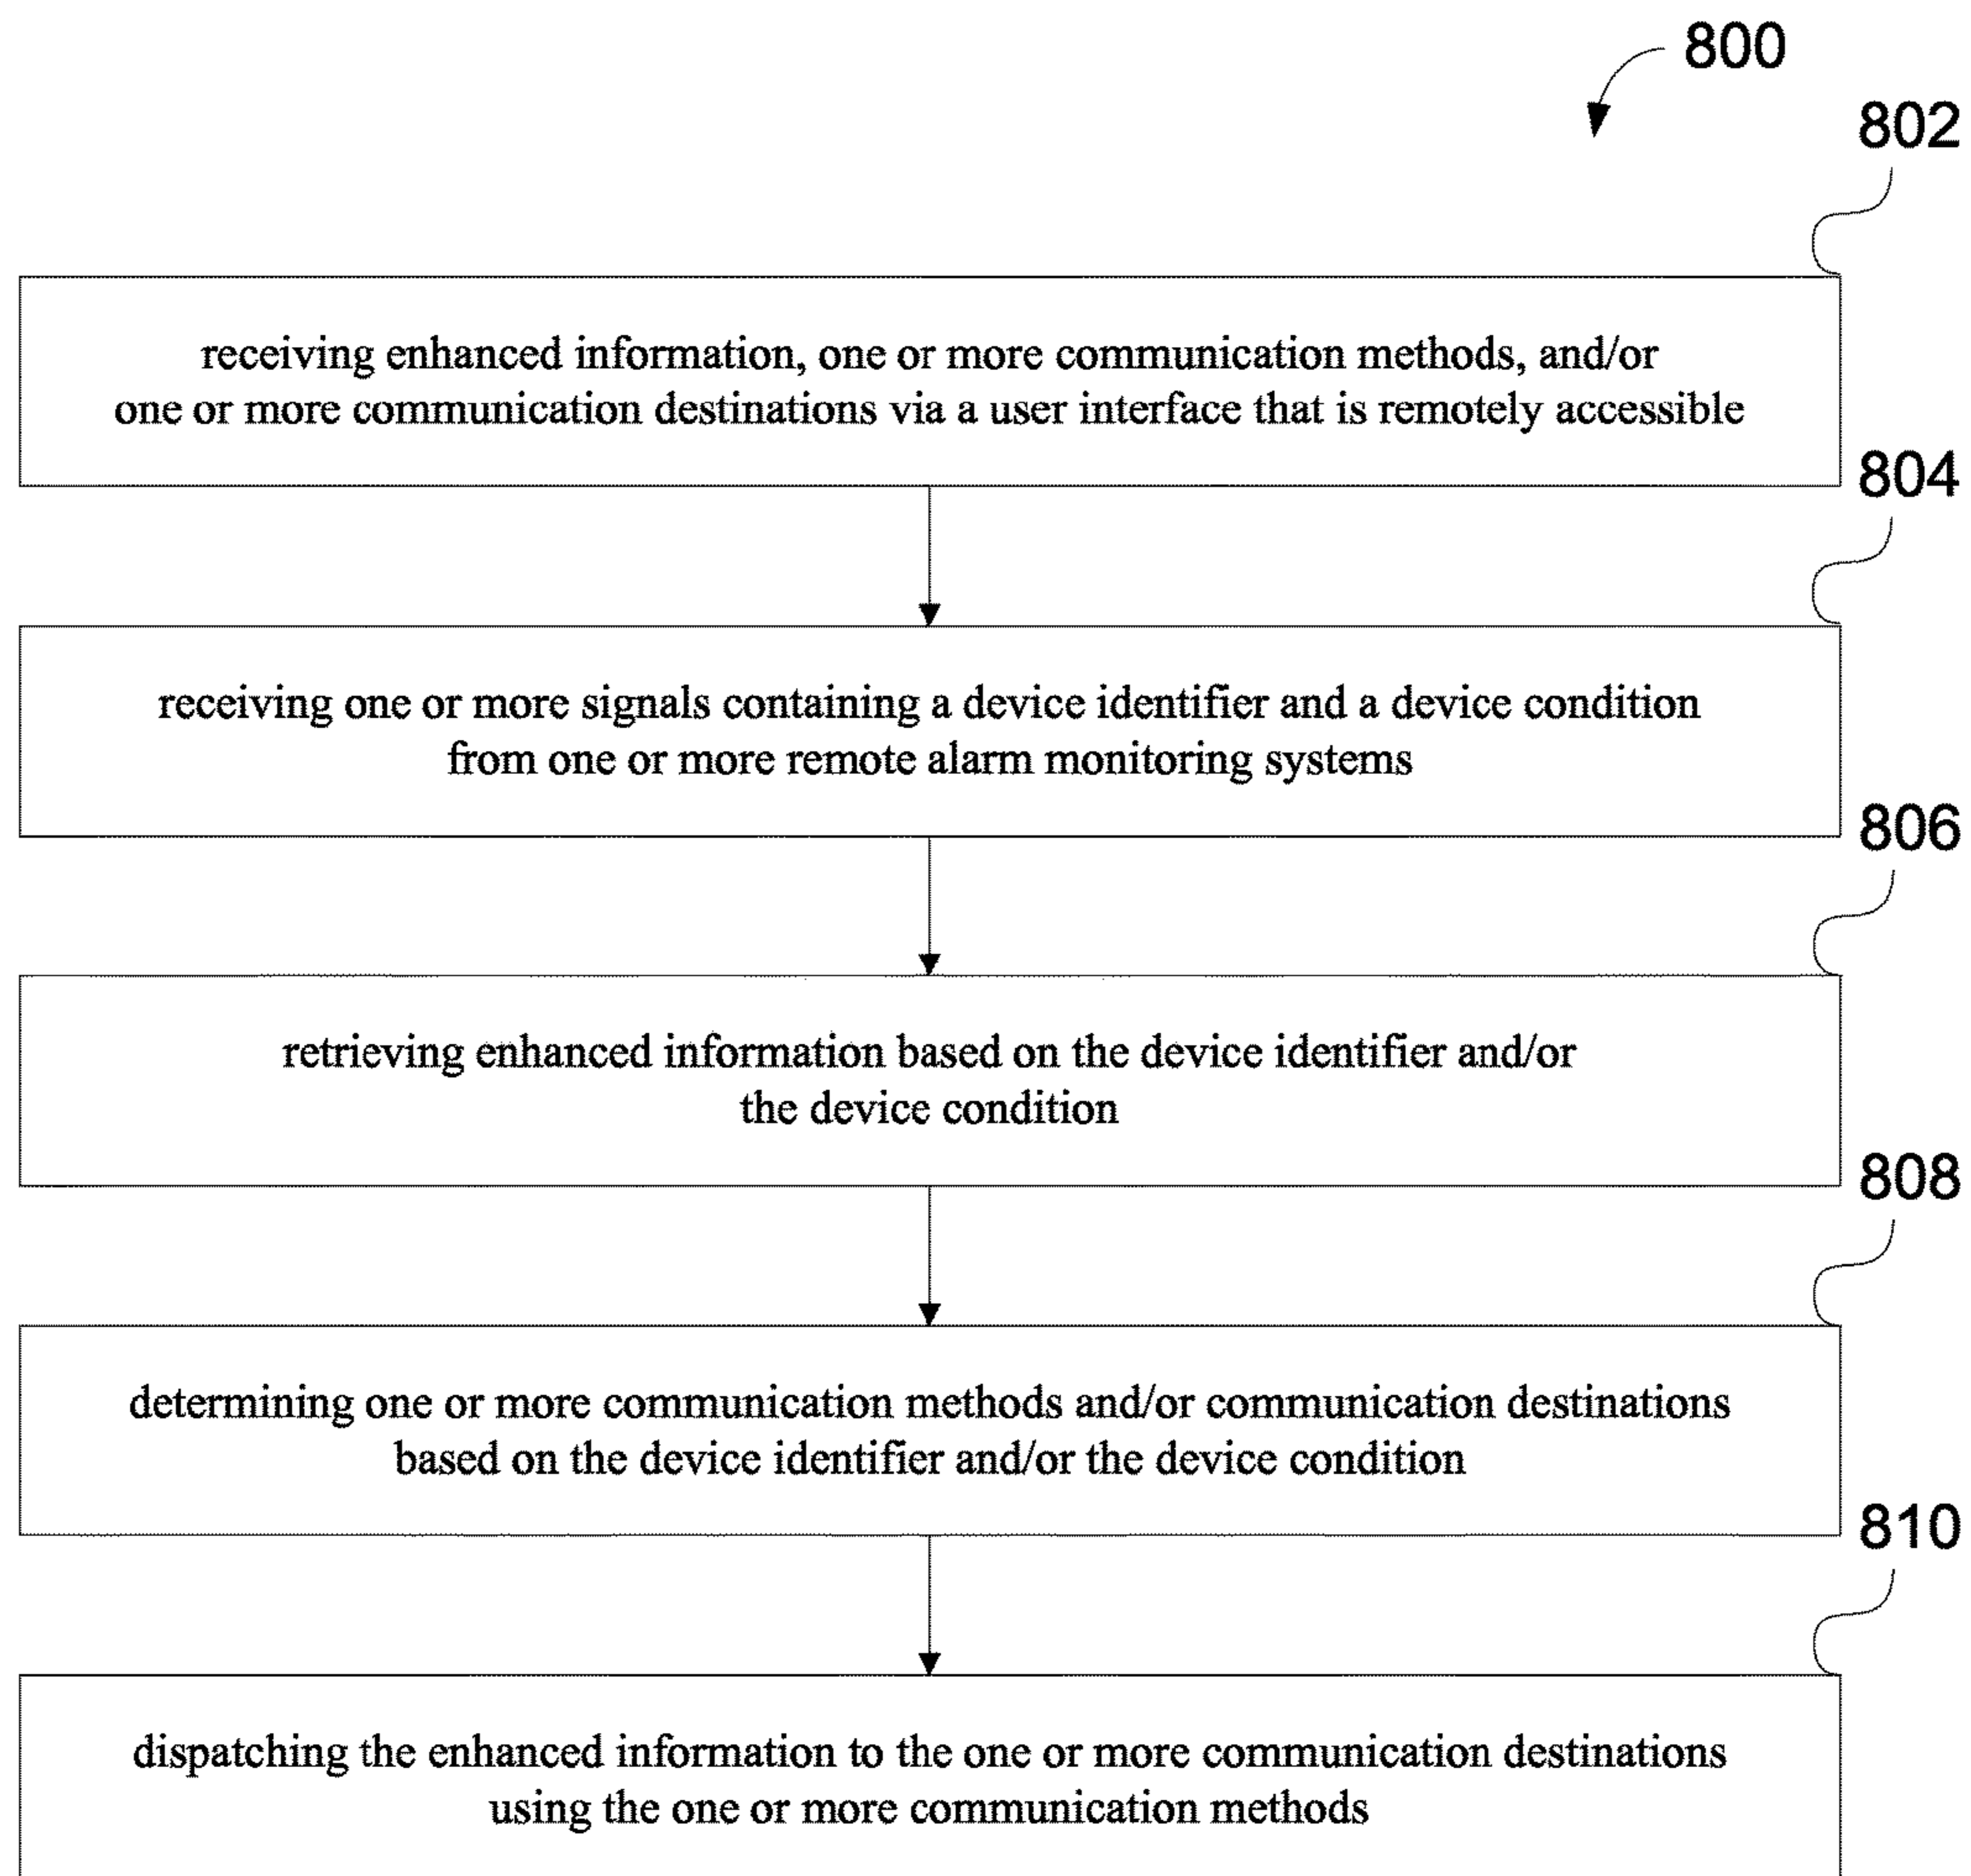 800
802
receiving enhanced information, one or more communication methods, and/or
one or more communication destinations via a user interface that is remotely accessible
804
receiving one or more signals containing a device identifier and a device condition
from one or more remote alarm monitoring systems
806
retrieving enhanced information based on the device identifier and/or
the device condition
808
determining one or more communication methods and/or communication destinations
based on the device identifier and/or the device condition
810
dispatching the enhanced information to the one or more communication destinations
using the one or more communication methods